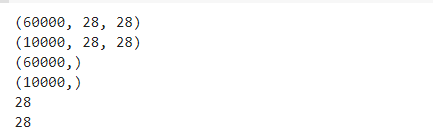 (60000, 28, 28)
(10000, 28, 28)
(60000,)
(10000,)
28
28